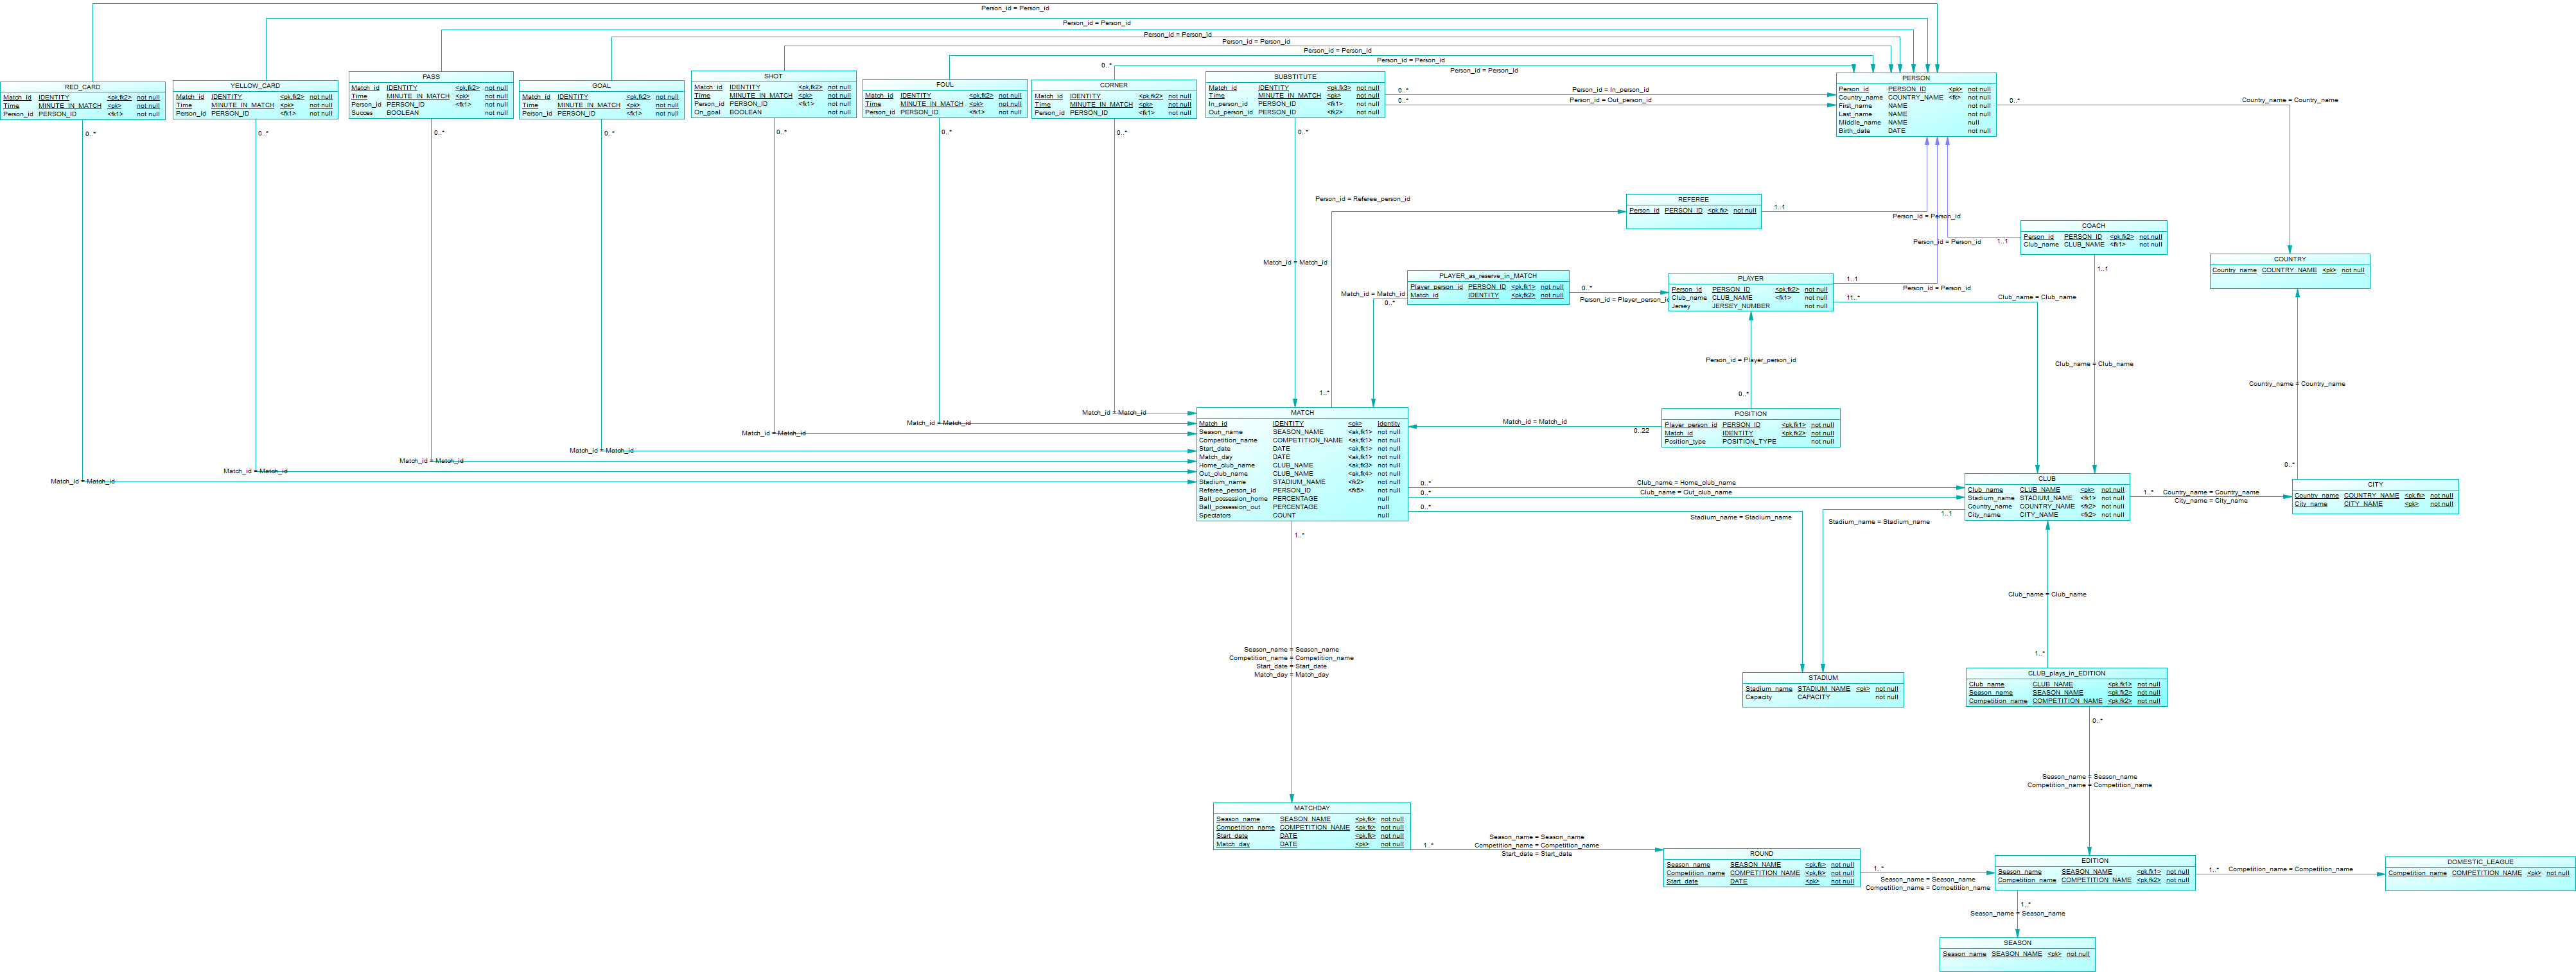 Person_id = Person_id
Person_id = Person_id
Person_id = Person_id
Person_id = Person_id
Person_id = Person_id
Person_id = Person_id
0..* Person_id = Person_id
RED_CARD
Match_id IDENTITY <pk,fk2> not null
Time MINUTE_IN_MATCH <pk> not null
Person_id PERSON_ID <fk1> not null
0..*
YELLOW_CARD
Match_id IDENTITY <pk,fk2> not null
Time MINUTE_IN_MATCH <pk> not null
Person_id PERSON_ID <fk1> not null
0..*
PASS
Match_id IDENTITY <pk,fk2> not null
Time MINUTE_IN_MATCH <pk> not null
Person_id PERSON_ID <fk1> not null
Succes BOOLEAN not null
0..*
GOAL
Match_id IDENTITY <pk,fk2> not null
Time MINUTE_IN_MATCH <pk> not null
Person_id PERSON_ID <fk1> not null
0..*
SHOT
Match_id IDENTITY <pk,fk2> not null
Time MINUTE_IN_MATCH <pk> not null
Person_id PERSON_ID <fk1> not null
On_goal BOOLEAN not null
0..*
FOUL
Match_id IDENTITY <pk,fk2> not null
Time MINUTE_IN_MATCH <pk> not null
Person_id PERSON_ID <fk1> not null
0..*
CORNER
Match_id IDENTITY <pk,fk2> not null
Time MINUTE_IN_MATCH <pk> not null
Person_id PERSON_ID <fk1> not null
0..*
Person_id = Person_id
SUBSTITUTE
Match_id IDENTITY <pk,fk3> not null
Time MINUTE_IN_MATCH <pk> not null
In_person_id PERSON_ID <fk1> not null
Out_person_id PERSON_ID <fk2> not null
0..*
0..* Person_id = In_person_id
0..* Person_id = Out_person_id
PERSON
Person_id PERSON_ID <pk> not null
Country_name COUNTRY_NAME <fk> not null
First_name NAME not null
Last_name NAME not null
Middle_name NAME null
Birth_date DATE not null
0..* Country_name = Country_name
Person_id = Referee_person_id
REFEREE
Person_id PERSON_ID <pk,fk> not null
1..1
Person_id = Person_id
COACH
Person_id PERSON_ID <pk,fk2> not null
Club_name CLUB_NAME <fk1> not null
Person_id = Person_id 1..1
1..1
COUNTRY
Country_name COUNTRY_NAME <pk> not null
Match_id = Match_id
PLAYER_as_reserve_in_MATCH
Player_person_id PERSON_ID <pk,fk1> not null
Match_id IDENTITY <pk,fk2> not null
Match_id = Match_id
0..*
0..*
Person_id = Player_person_id
PLAYER
Person_id PERSON_ID <pk,fk2> not null
Club_name CLUB_NAME <fk1> not null
Jersey JERSEY_NUMBER not null
1..1
Person_id = Person_id
11..* Club_name = Club_name
Person_id = Player_person_id
Club_name = Club_name
Country_name = Country_name
1..*
0..*
MATCH
Match_id IDENTITY <pk> identity
Season_name SEASON_NAME <ak,fk1> not null
Competition_name COMPETITION_NAME <ak,fk1> not null
Start_date DATE <ak,fk1> not null
Match_day DATE <ak,fk1> not null
Home_club_name CLUB_NAME <ak,fk3> not null
Out_club_name CLUB_NAME <ak,fk4> not null
Stadium_name STADIUM_NAME <fk2> not null
Referee_person_id PERSON_ID <fk5> not null
Ball_possession_home PERCENTAGE null
Ball_possession_out PERCENTAGE null
Spectators COUNT null
Match_id = Match_id
Match_id = Match_id
Match_id = Match_id
Match_id = Match_id
Match_id = Match_id
Match_id = Match_id
Match_id = Match_id
Match_id = Match_id
0..22
POSITION
Player_person_id PERSON_ID <pk,fk1> not null
Match_id IDENTITY <pk,fk2> not null
Position_type POSITION_TYPE not null
0..* Club_name = Home_club_name
0..* Club_name = Out_club_name
0..*
Stadium_name = Stadium_name
CLUB
Club_name CLUB_NAME <pk> not null
Stadium_name STADIUM_NAME <fk1> not null
Country_name COUNTRY_NAME <fk2> not null
City_name CITY_NAME <fk2> not null
1..1
Stadium_name = Stadium_name
1..* Country_name = Country_name
City_name = City_name
0..*
CITY
Country_name COUNTRY_NAME <pk,fk> not null
City_name CITY_NAME <pk> not null
1..*
Club_name = Club_name
1..*
Season_name = Season_name
Competition_name = Competition_name
Start_date = Start_date
Match_day = Match_day
STADIUM
Stadium_name STADIUM_NAME <pk> not null
Capacity CAPACITY not null
CLUB_plays_in_EDITION
Club_name CLUB_NAME <pk,fk1> not null
Season_name SEASON_NAME <pk,fk2> not null
Competition_name COMPETITION_NAME <pk,fk2> not null
0..*
Season_name = Season_name
Competition_name = Competition_name
MATCHDAY
Season_name SEASON_NAME <pk,fk> not null
Competition_name COMPETITION_NAME <pk,fk> not null
Start_date DATE <pk,fk> not null
Match_day DATE <pk> not null
1..*
Season_name = Season_name
Competition_name = Competition_name
Start_date = Start_date
ROUND
Season_name SEASON_NAME <pk,fk> not null
Competition_name COMPETITION_NAME <pk,fk> not null
Start_date DATE <pk> not null
1..*
Season_name = Season_name
Competition_name = Competition_name
EDITION
Season_name SEASON_NAME <pk,fk1> not null
Competition_name COMPETITION_NAME <pk,fk2> not null
1..* Competition_name = Competition_name
DOMESTIC_LEAGUE
Competition_name COMPETITION_NAME <pk> not null
1..*
Season_name = Season_name
SEASON
Season_name SEASON_NAME <pk> not null